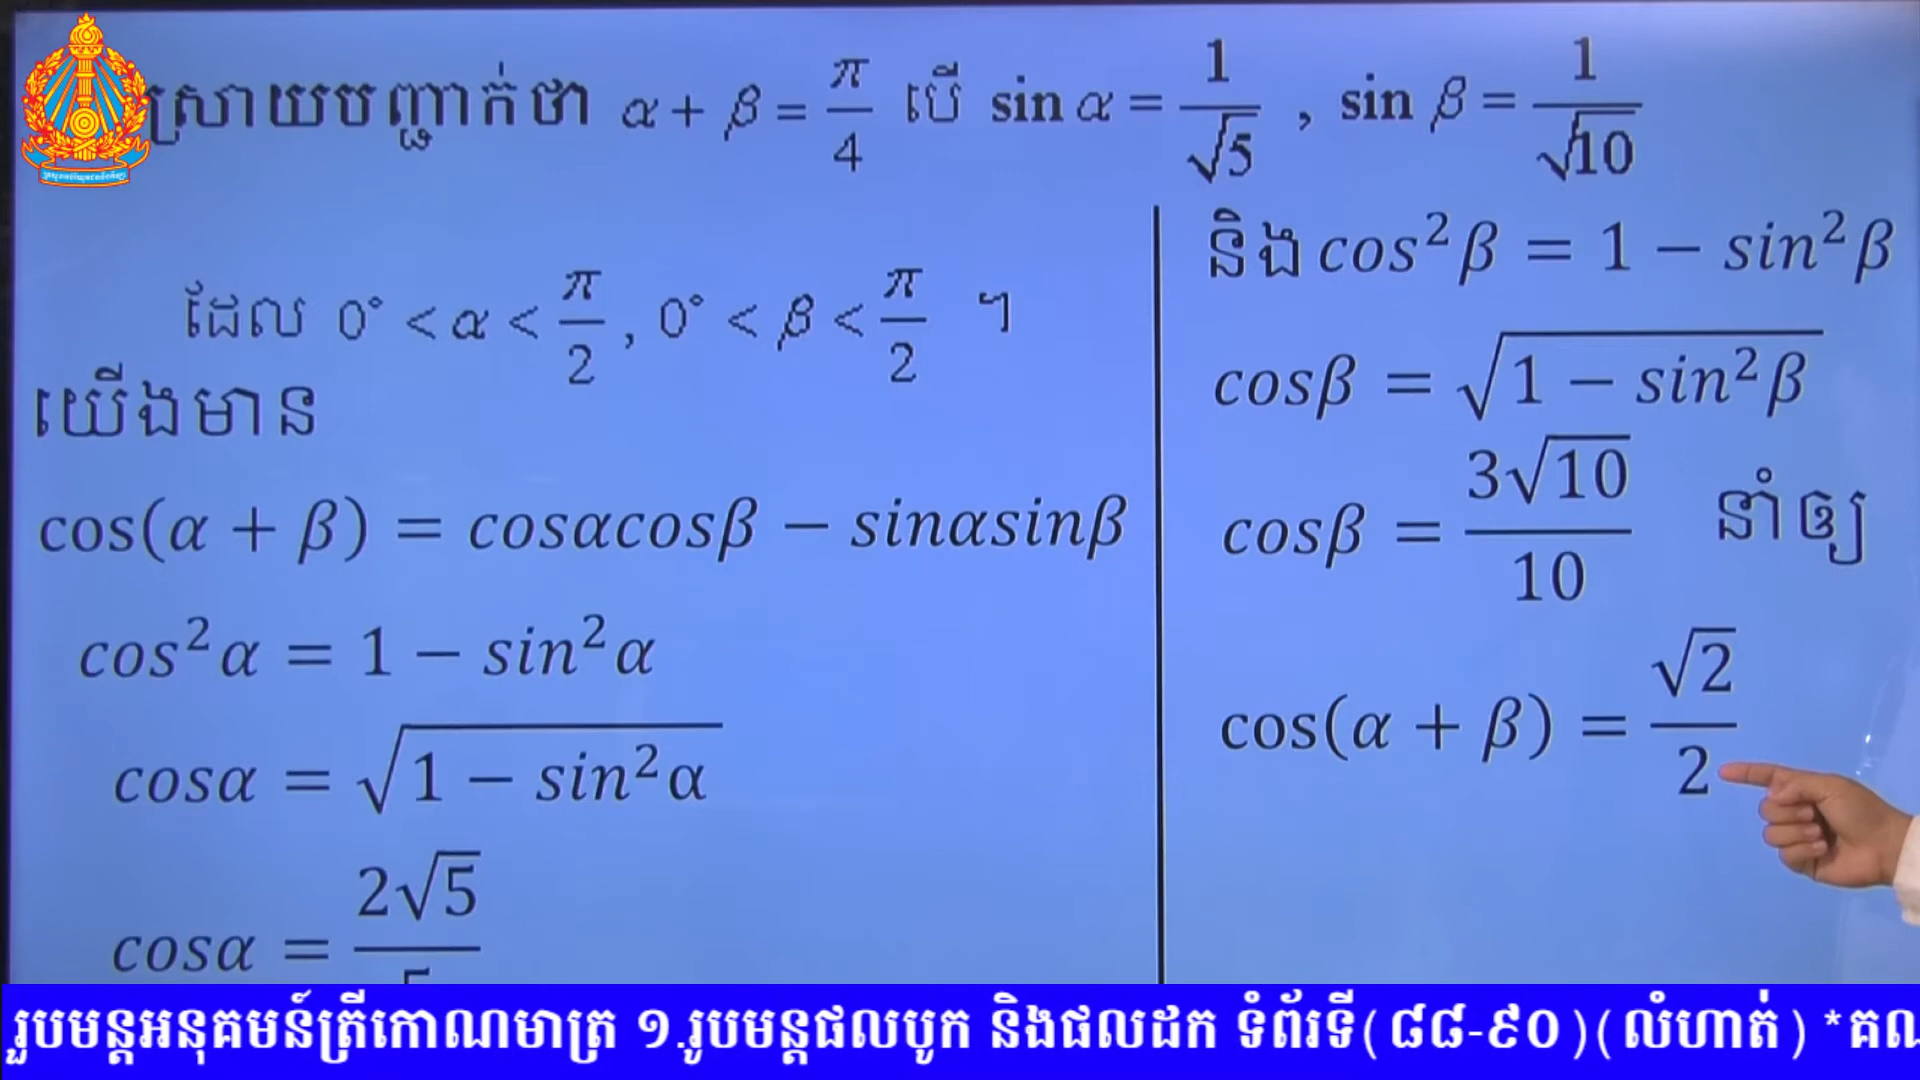 ស្រាយបញ្ជាក់ថា α + β = π/4 បើ sin α = 1/√5 , sin β = 1/√10
ដែល 0° < α < π/2 , 0° < β < π/2 ។
យើងមាន
cos(α + β) = cosαcosβ − sinαsinβ
cos²α = 1 − sin²α
cosα = √(1 − sin²α)
cosα = 2√5/5
និង cos²β = 1 − sin²β
cosβ = √(1 − sin²β)
cosβ = 3√10/10 នាំឲ្យ
cos(α + β) = √2/2
រូបមន្តអនុគមន៍ត្រីកោណមាត្រ ១.រូបមន្តផលបូក និងផលដក ទំព័រទី(៨៨-៩០)(លំហាត់) *គណ